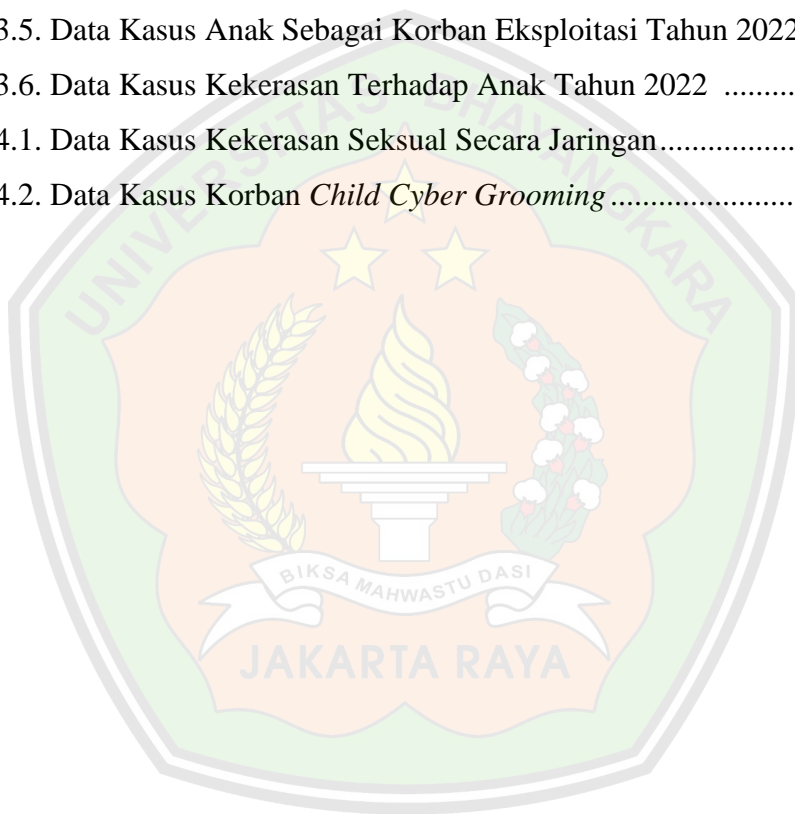 3.5. Data Kasus Anak Sebagai Korban Eksploitasi Tahun 2022
3.6. Data Kasus Kekerasan Terhadap Anak Tahun 2022 .........
4.1. Data Kasus Kekerasan Seksual Secara Jaringan.................
4.2. Data Kasus Korban Child Cyber Grooming ......................
UNIVERSITAS BHAYANGKARA
BIKSA MAHWASTU DASI
JAKARTA RAYA